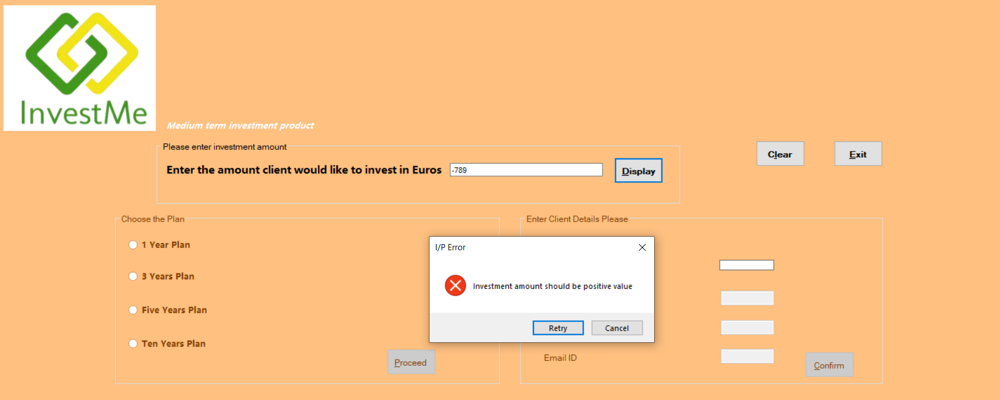 InvestMe
Medium term investment product
Please enter investment amount
Enter the amount client would like to invest in Euros
-789
Display
Clear
Exit
Choose the Plan
1 Year Plan
3 Years Plan
Five Years Plan
Ten Years Plan
Proceed
Enter Client Details Please
I/P Error
Investment amount should be positive value
Retry
Cancel
Email ID
Confirm